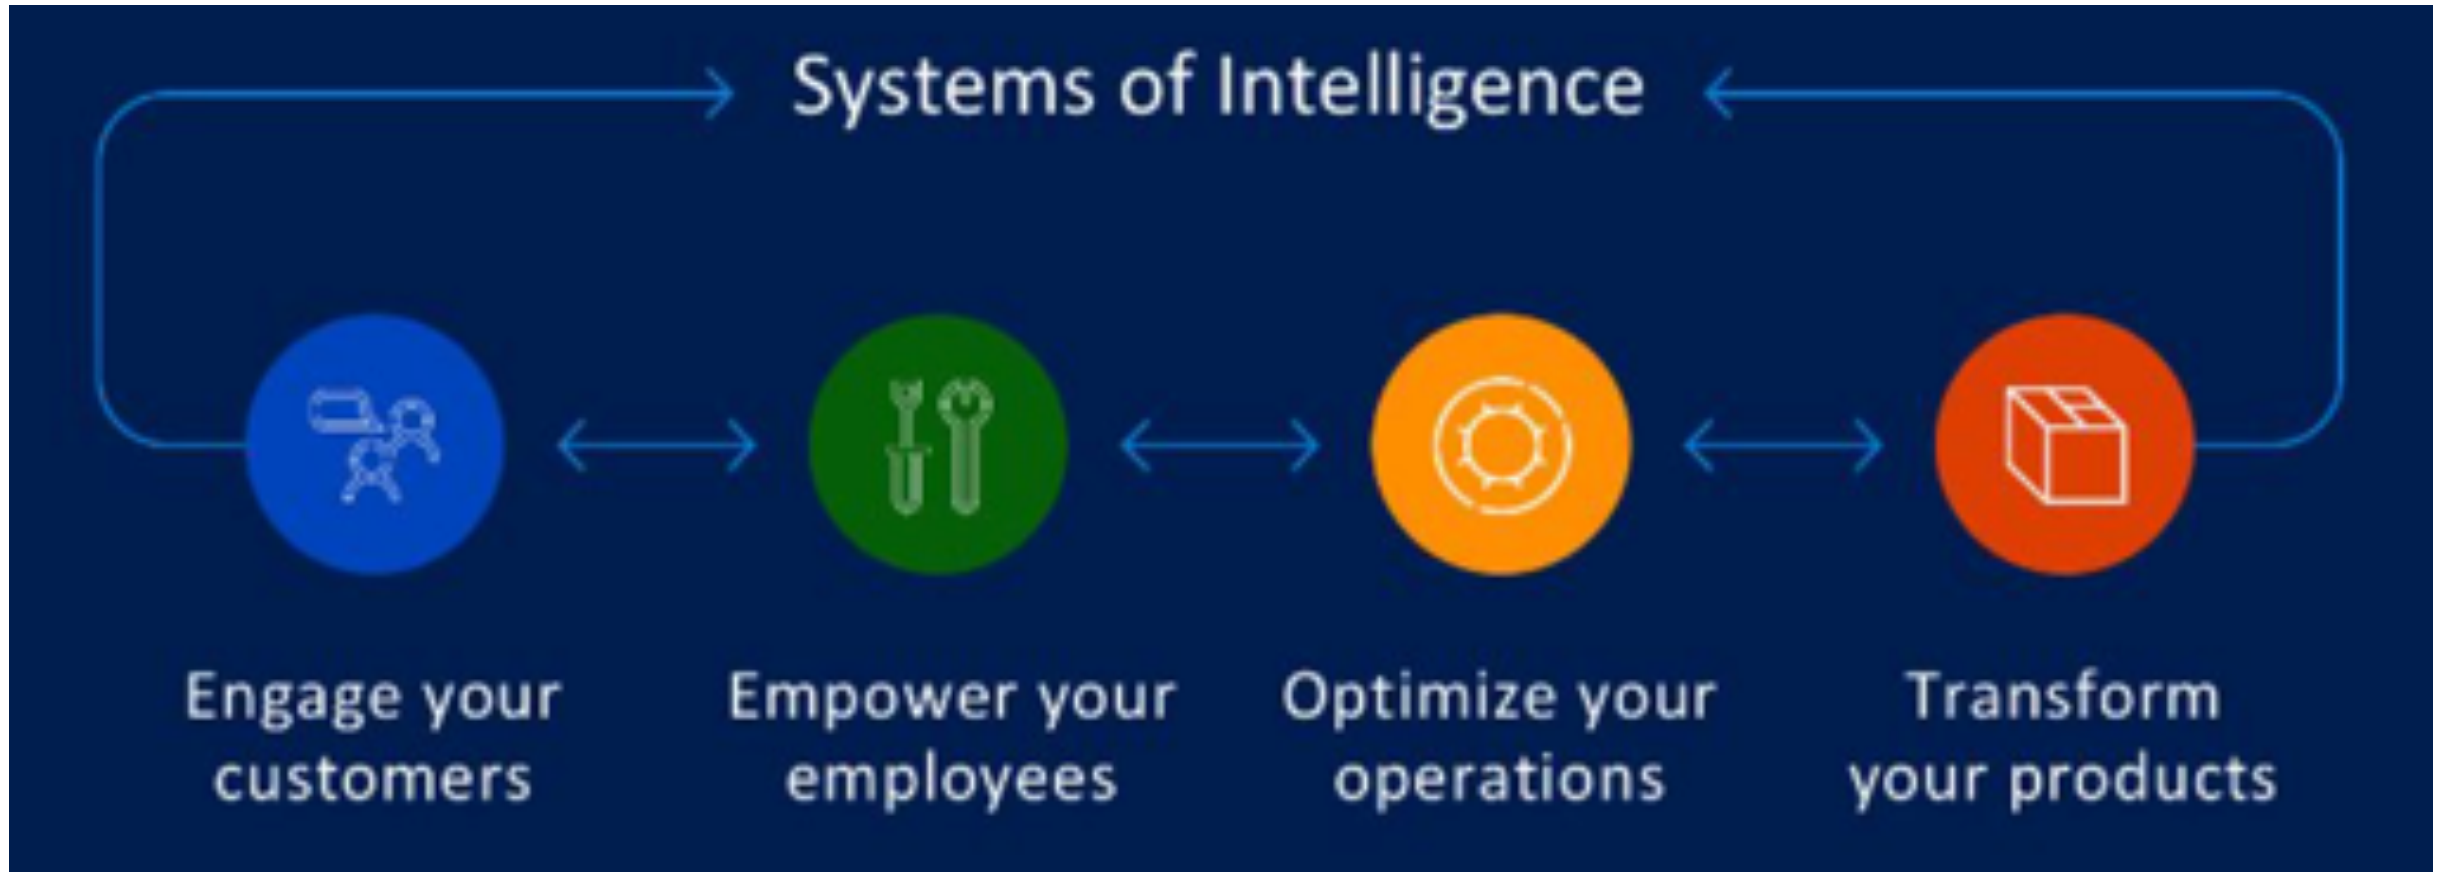 Systems of Intelligence
Engage your
customers
Empower your
employees
Optimize your
operations
Transform
your products